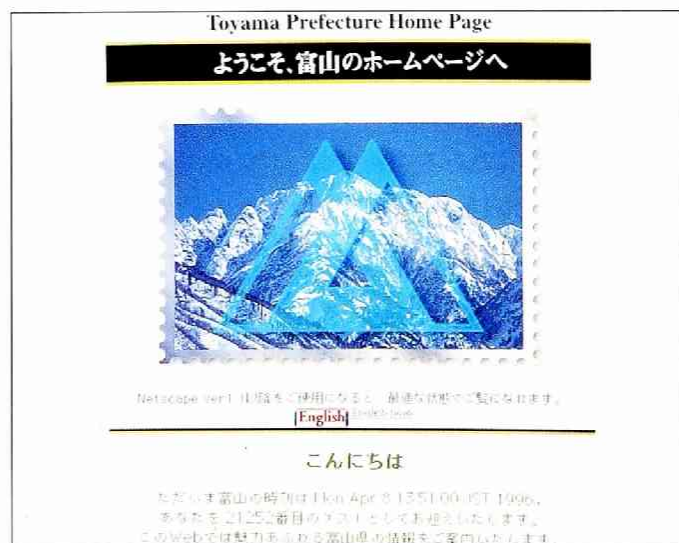 Toyama Prefecture Home Page
ようこそ、富山のホームページへ
Netscape ver1.1以降をご使用になると、最適な状態でご覧になれます。
|English|
こんにちは
ただいま富山の時刻は Mon Apr 8 13:51:00 JST 1996。
あなたを 21252番目のゲストとしてお迎えいたします。
このWebでは魅力あふれる富山県の情報をご案内いたします。